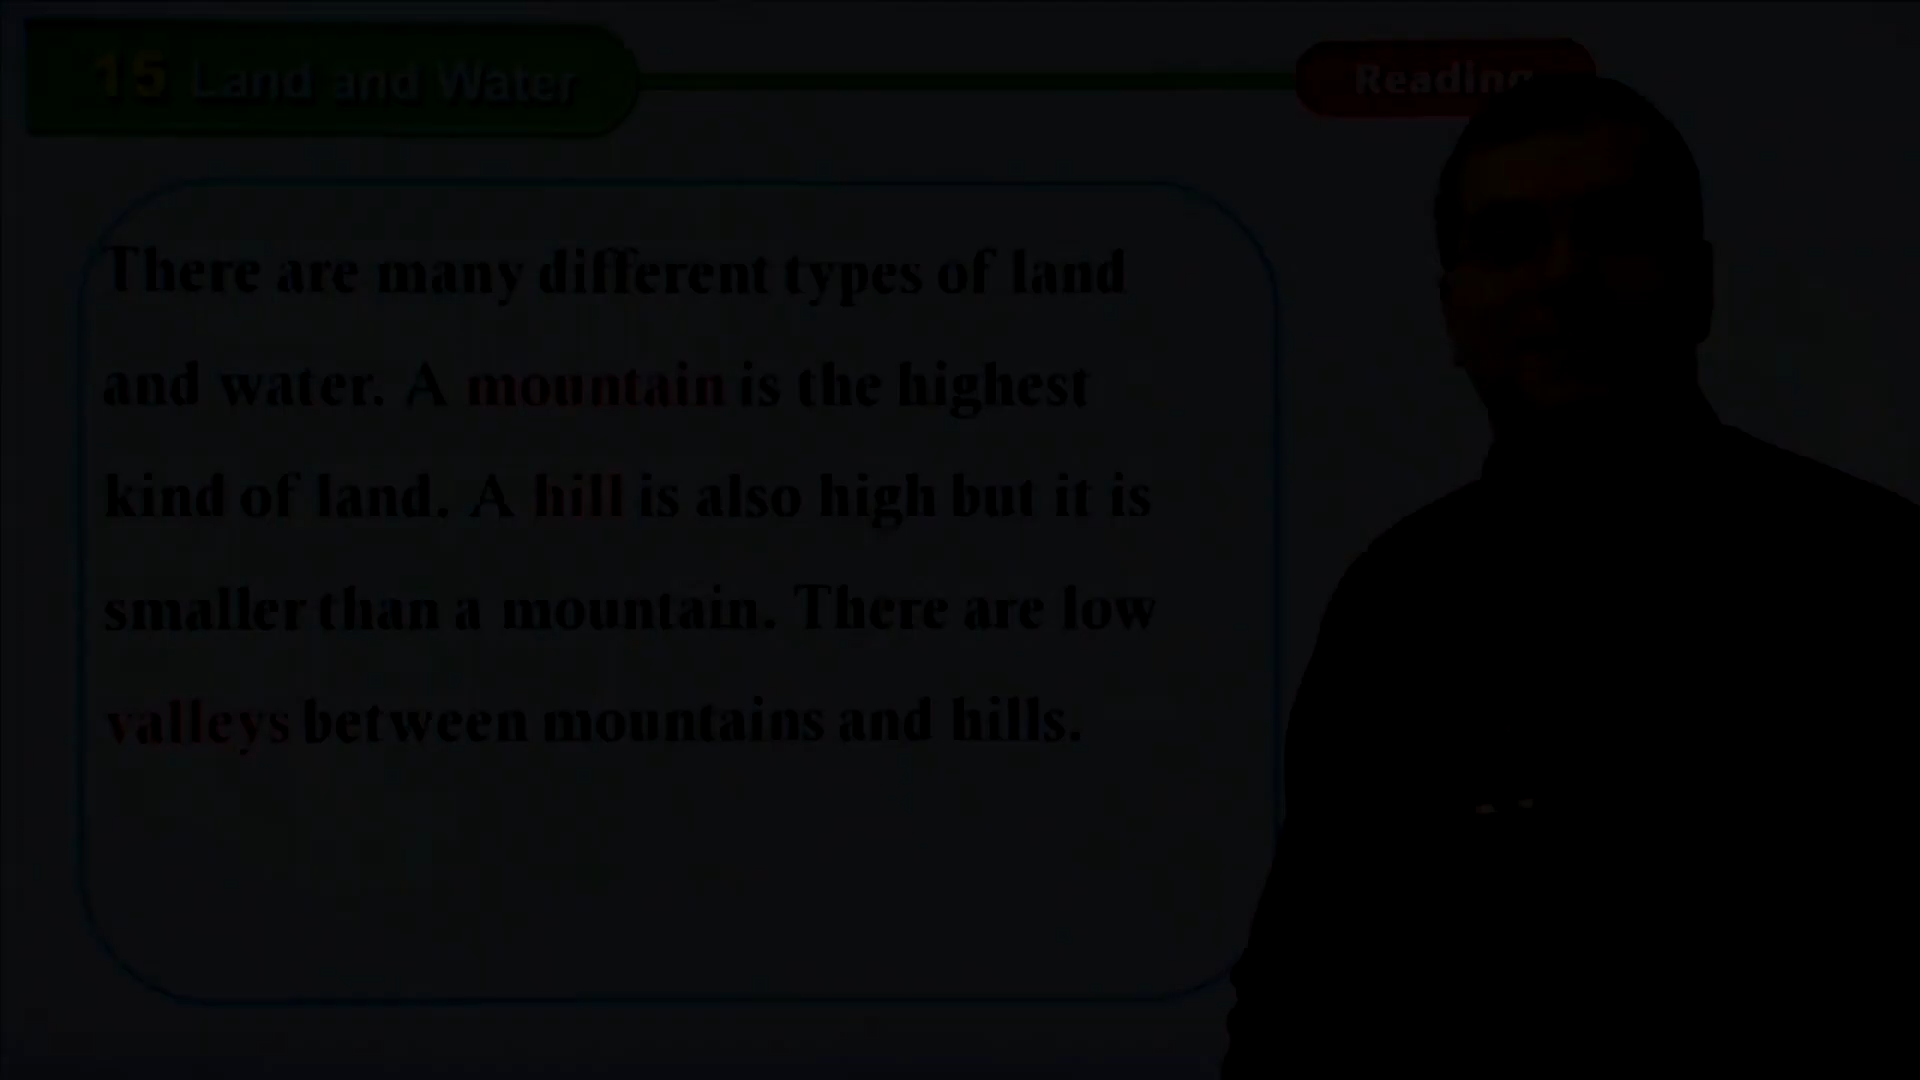 15 Land and Water
Reading
There are many different types of land
and water. A mountain is the highest
kind of land. A hill is also high but it is
smaller than a mountain. There are low
valleys between mountains and hills.